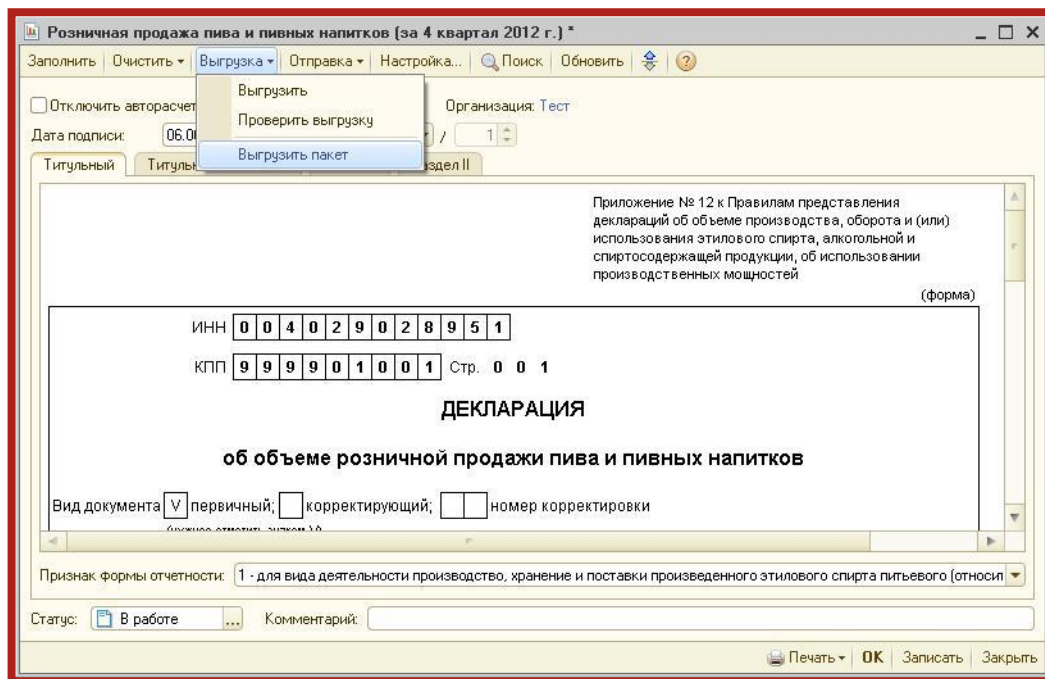 Розничная продажа пива и пивных напитков (за 4 квартал 2012 г.) *
Заполнить Очистить Выгрузка Отправка Настройка... Поиск Обновить
Выгрузить
Отключить авторасчет Организация: Тест
Проверить выгрузку
Дата подписи: / 1
Выгрузить пакет
Титульный II
Приложение № 12 к Правилам представления
деклараций об объеме производства, оборота и (или)
использования этилового спирта, алкогольной и
спиртосодержащей продукции, об использовании
производственных мощностей
(форма)
ИНН 0 0 4 0 2 9 0 2 8 9 5 1
КПП 9 9 9 9 0 1 0 0 1 Стр. 0 0 1
ДЕКЛАРАЦИЯ
об объеме розничной продажи пива и пивных напитков
Вид документа V первичный; корректирующий; номер корректировки
Признак формы отчетности: 1 - для вида деятельности производство, хранение и поставки произведенного этилового спирта питьевого (относит
Статус: В работе ... Комментарий:
Печать OK Записать Закрыть